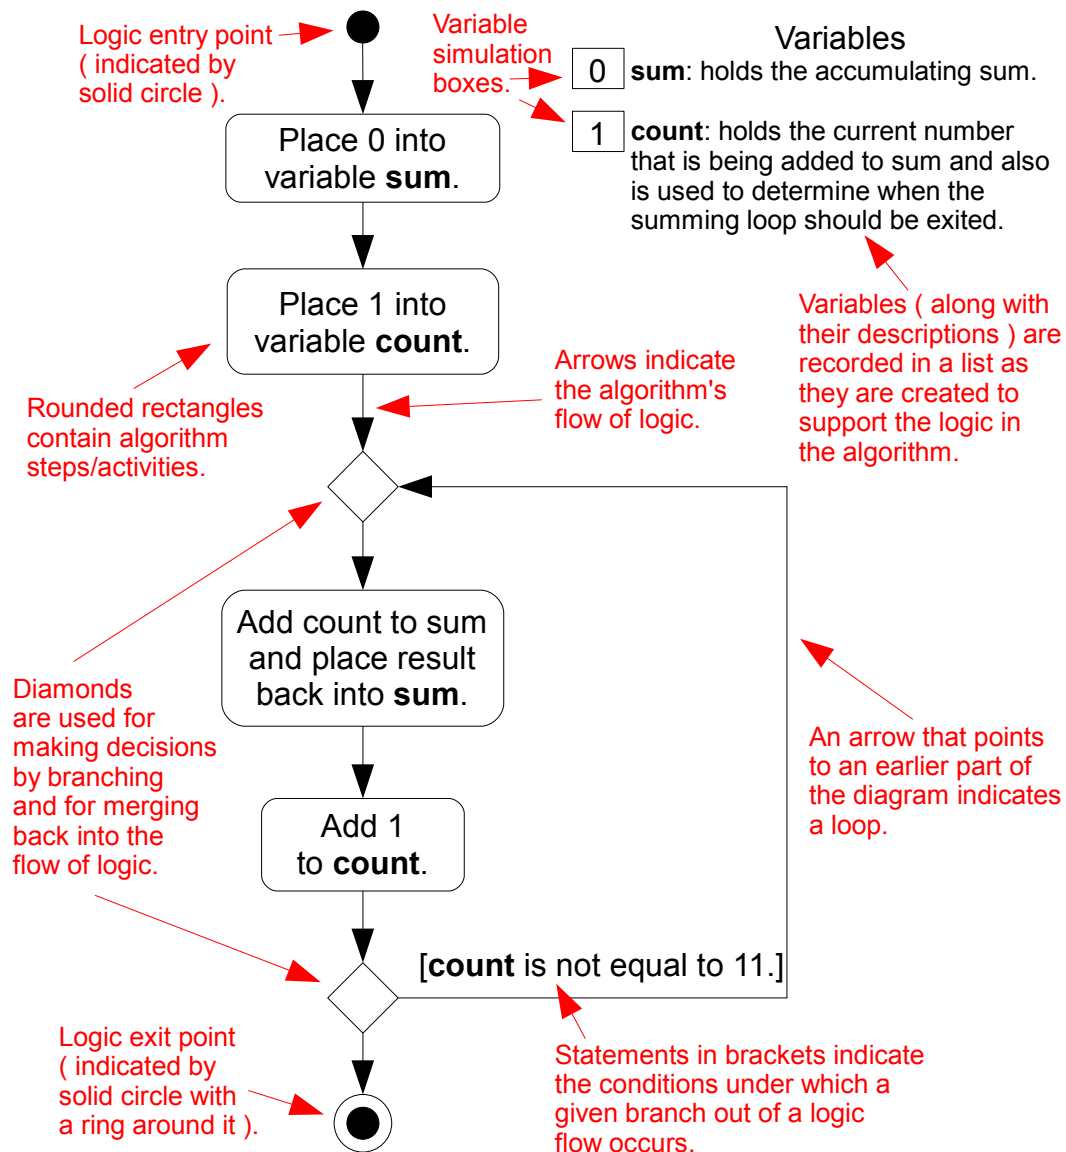 Logic entry point
( indicated by
solid circle ).
Variable
simulation
boxes.
Variables
0
sum: holds the accumulating sum.
1
count: holds the current number
that is being added to sum and also
is used to determine when the
summing loop should be exited.
Place 0 into
variable sum.
Place 1 into
variable count.
Variables ( along with
their descriptions ) are
recorded in a list as
they are created to
support the logic in
the algorithm.
Arrows indicate
the algorithm's
flow of logic.
Rounded rectangles
contain algorithm
steps/activities.
Add count to sum
and place result
back into sum.
Diamonds
are used for
making decisions
by branching
and for merging
back into the
flow of logic.
An arrow that points
to an earlier part of
the diagram indicates
a loop.
Add 1
to count.
[count is not equal to 11.]
Logic exit point
( indicated by
solid circle with
a ring around it ).
Statements in brackets indicate
the conditions under which a
given branch out of a logic
flow occurs.